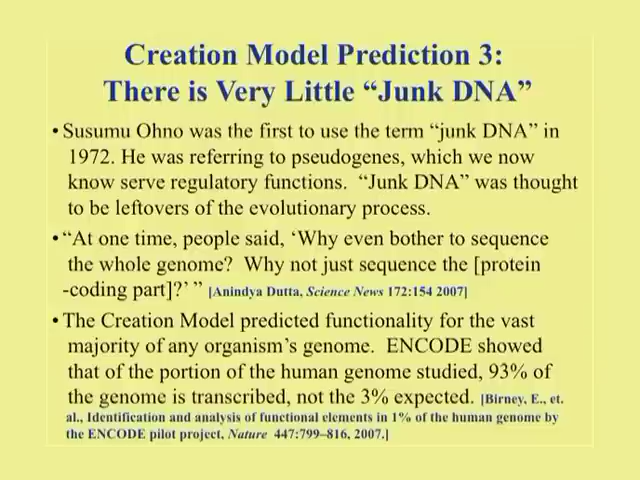 Creation Model Prediction 3:
There is Very Little “Junk DNA”
• Susumu Ohno was the first to use the term “junk DNA” in
1972. He was referring to pseudogenes, which we now
know serve regulatory functions. “Junk DNA” was thought
to be leftovers of the evolutionary process.
• “At one time, people said, ‘Why even bother to sequence
the whole genome? Why not just sequence the [protein
-coding part]?’ ” [Anindya Dutta, Science News 172:154 2007]
• The Creation Model predicted functionality for the vast
majority of any organism’s genome. ENCODE showed
that of the portion of the human genome studied, 93% of
the genome is transcribed, not the 3% expected. [Birney, E., et.
al., Identification and analysis of functional elements in 1% of the human genome by
the ENCODE pilot project, Nature 447:799–816, 2007.]